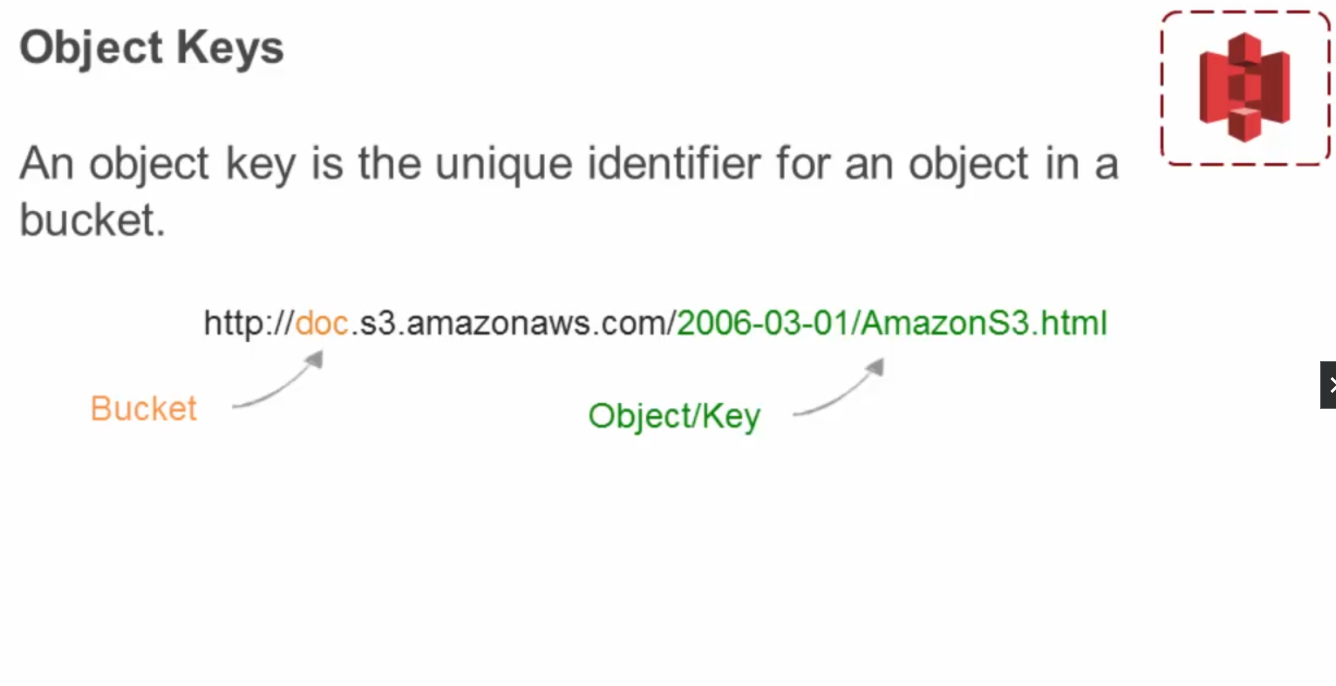 Object Keys
An object key is the unique identifier for an object in a
bucket.
http://doc.s3.amazonaws.com/2006-03-01/AmazonS3.html
Bucket
Object/Key